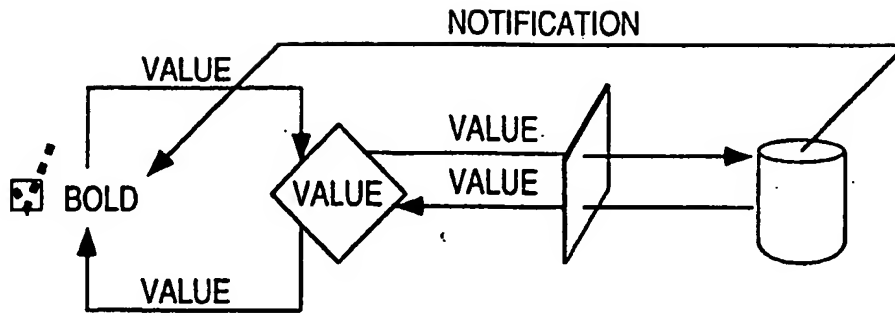 NOTIFICATION
VALUE
VALUE
VALUE
BOLD
VALUE
VALUE